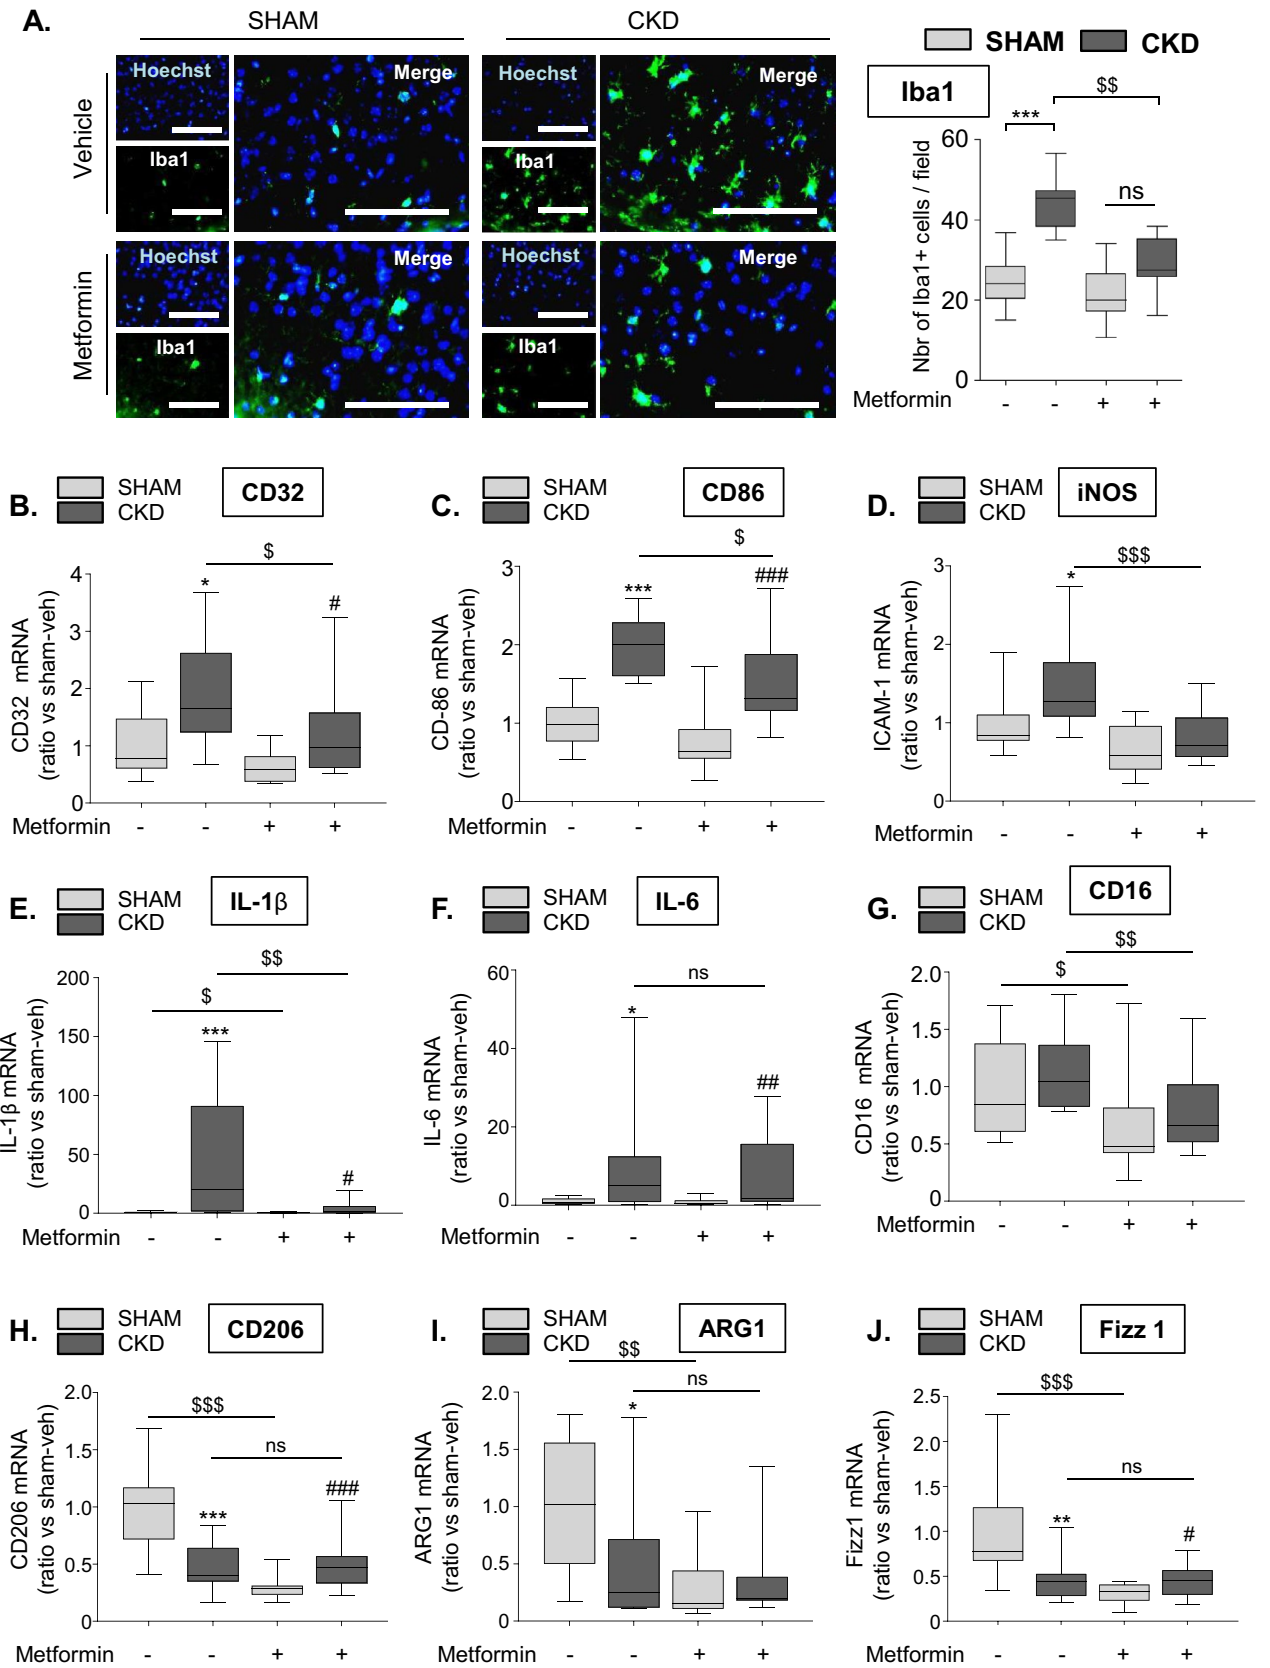 A.
SHAM
CKD
Vehicle
Metformin
Hoechst
Merge
Iba1
Hoechst
Merge
Iba1
Hoechst
Merge
Iba1
Hoechst
Merge
Iba1
SHAM CKD
Iba1
$$
***
ns
Nbr of Iba1+ cells / field
60
40
20
0
Metformin - - + +
B.
SHAM
CKD
CD32
$
*
#
CD32 mRNA
(ratio vs sham-veh)
4
3
2
1
0
Metformin - - + +
C.
SHAM
CKD
CD86
$
***
###
CD-86 mRNA
(ratio vs sham-veh)
3
2
1
0
Metformin - - + +
D.
SHAM
CKD
iNOS
$$$
*
ICAM-1 mRNA
(ratio vs sham-veh)
3
2
1
0
Metformin - - + +
E.
SHAM
CKD
IL-1β
$$
$
***
#
IL-1β mRNA
(ratio vs sham-veh)
200
150
100
50
0
Metformin - - + +
F.
SHAM
CKD
IL-6
ns
*
##
IL-6 mRNA
(ratio vs sham-veh)
60
40
20
0
Metformin - - + +
G.
SHAM
CKD
CD16
$$
$
CD16 mRNA
(ratio vs sham-veh)
2.0
1.5
1.0
0.5
0
Metformin - - + +
H.
SHAM
CKD
CD206
$$$
ns
***
###
CD206 mRNA
(ratio vs sham-veh)
2.0
1.5
1.0
0.5
0
Metformin - - + +
I.
SHAM
CKD
ARG1
$$
ns
*
ARG1 mRNA
(ratio vs sham-veh)
2.0
1.5
1.0
0.5
0
Metformin - - + +
J.
SHAM
CKD
Fizz 1
$$$
ns
**
#
Fizz1 mRNA
(ratio vs sham-veh)
2.5
2.0
1.5
1.0
0.5
0
Metformin - - + +